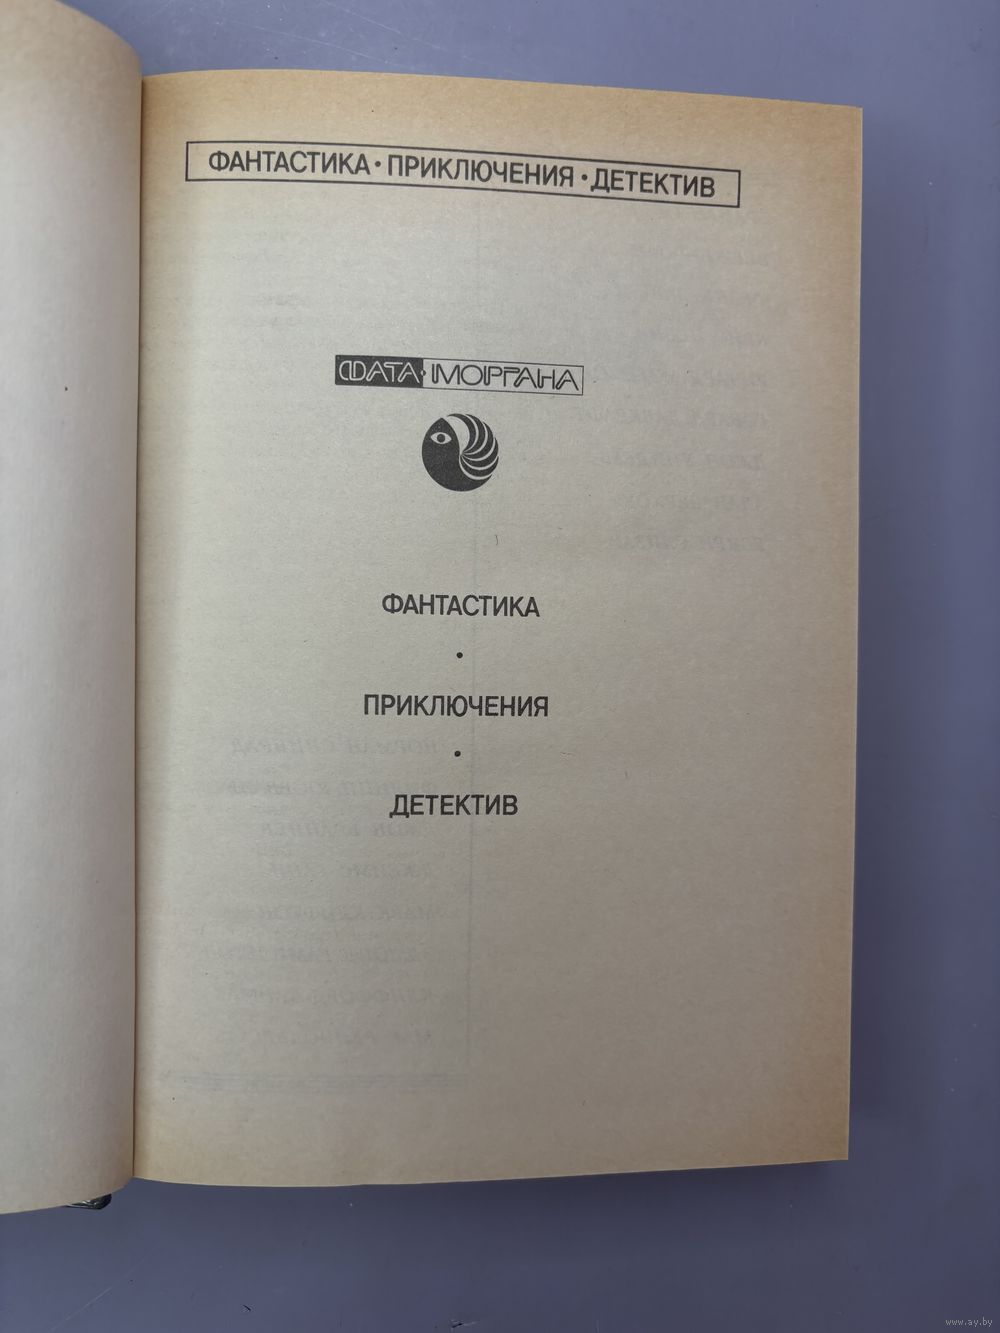 ФАНТАСТИКА • ПРИКЛЮЧЕНИЯ • ДЕТЕКТИВ
ФАТА • МОРГАНА
ФАНТАСТИКА
•
ПРИКЛЮЧЕНИЯ
•
ДЕТЕКТИВ
www.ay.by